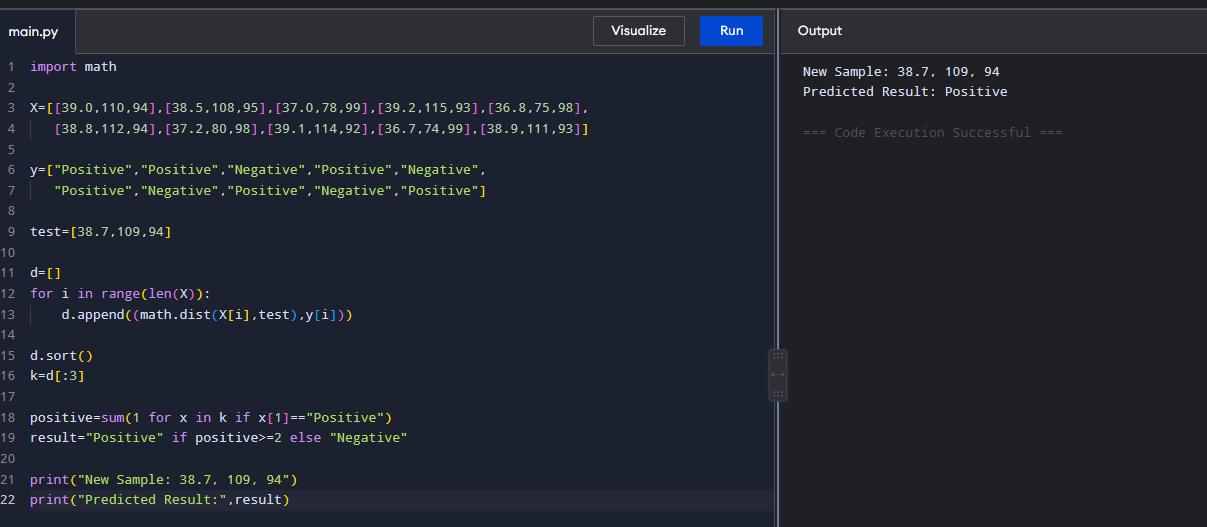 main.py
Visualize
Run
Output
1 import math
2
3 X=[[39.0,110,94],[38.5,108,95],[37.0,78,99],[39.2,115,93],[36.8,75,98],
4    [38.8,112,94],[37.2,80,98],[39.1,114,92],[36.7,74,99],[38.9,111,93]]
5
6 y=["Positive","Positive","Negative","Positive","Negative",
7    "Positive","Negative","Positive","Negative","Positive"]
8
9 test=[38.7,109,94]
10
11 d=[]
12 for i in range(len(X)):
13     d.append((math.dist(X[i],test),y[i]))
14
15 d.sort()
16 k=d[:3]
17
18 positive=sum(1 for x in k if x[1]=="Positive")
19 result="Positive" if positive>=2 else "Negative"
20
21 print("New Sample: 38.7, 109, 94")
22 print("Predicted Result:",result)
New Sample: 38.7, 109, 94
Predicted Result: Positive
=== Code Execution Successful ===